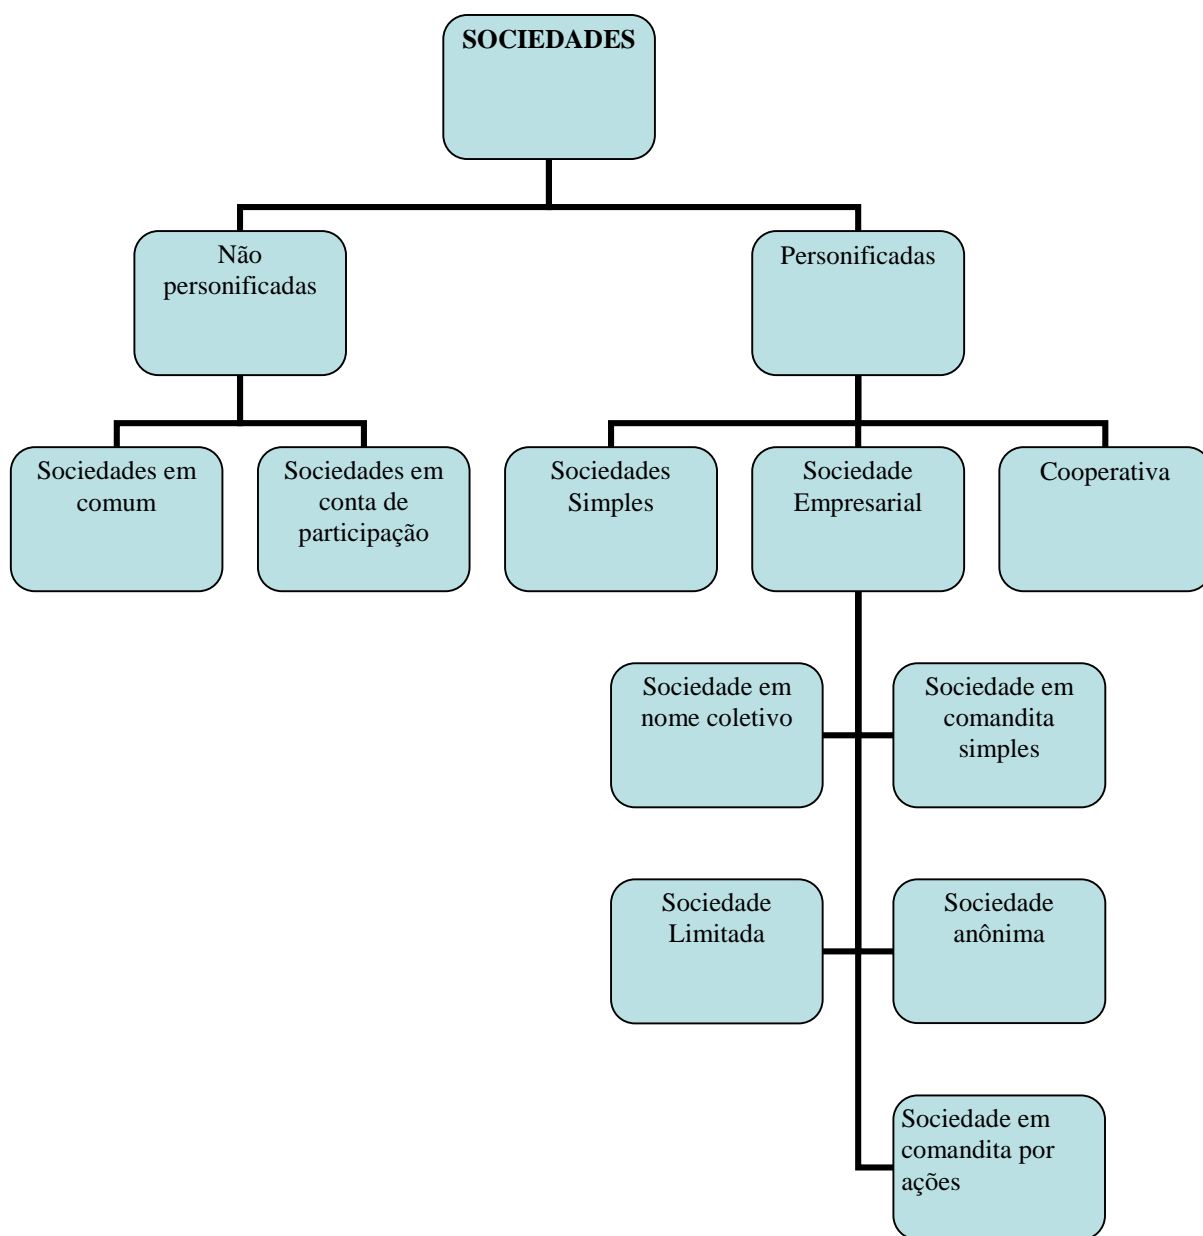 SOCIEDADES
Não
personificadas
Personificadas
Sociedades em
comum
Sociedades em
conta de
participação
Sociedades
Simples
Sociedade
Empresarial
Cooperativa
Sociedade em
nome coletivo
Sociedade em
comandita
simples
Sociedade
Limitada
Sociedade
anônima
Sociedade em
comandita por
ações